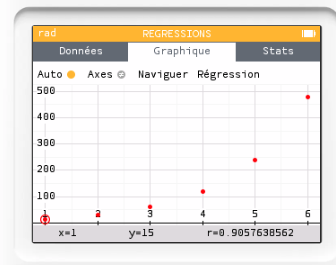 rad REGRESSIONS
Données Graphique Stats
Auto Axes Naviguer Régression
500
400
300
200
100
1 2 3 4 5 6
x=1 y=15 r=0.9057638562